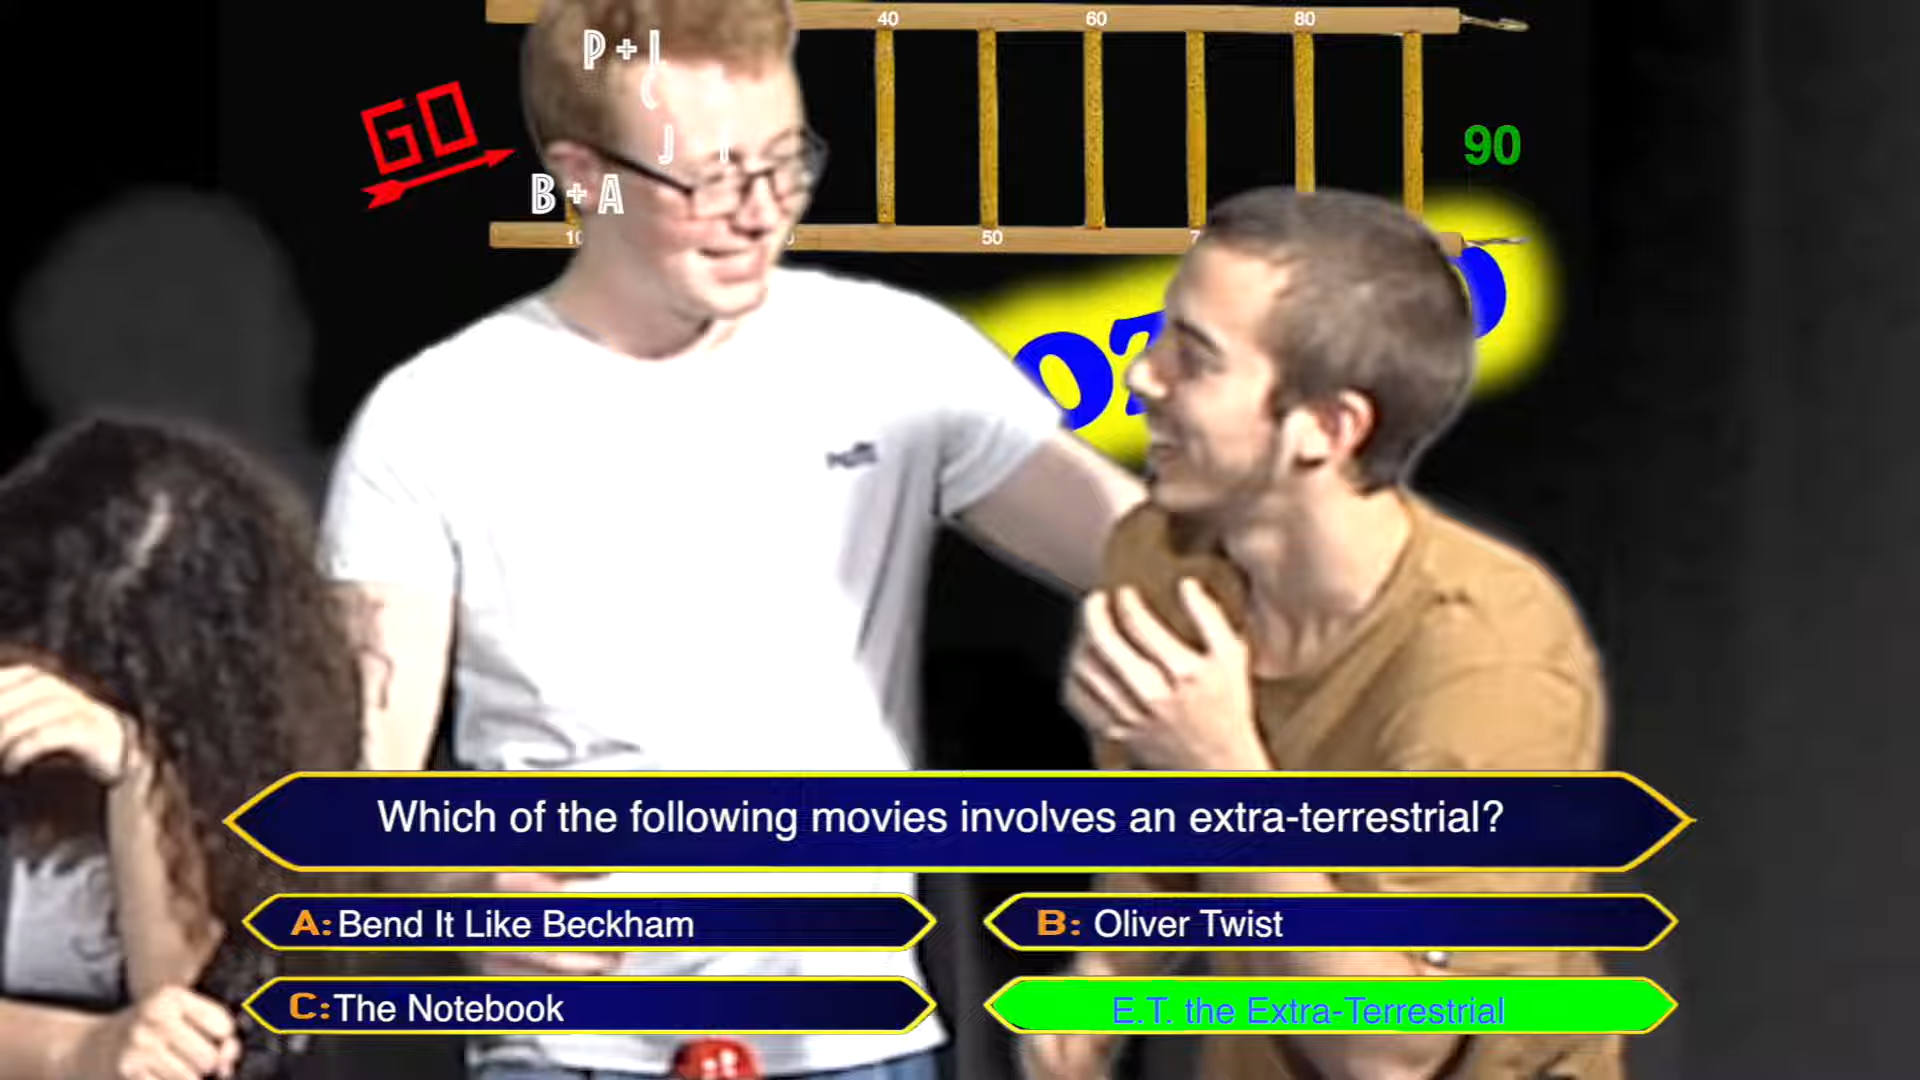 40 60 80
P + J
GO
J
90
B + A
50
Which of the following movies involves an extra-terrestrial?
A: Bend It Like Beckham
B: Oliver Twist
C: The Notebook
E.T. the Extra-Terrestrial